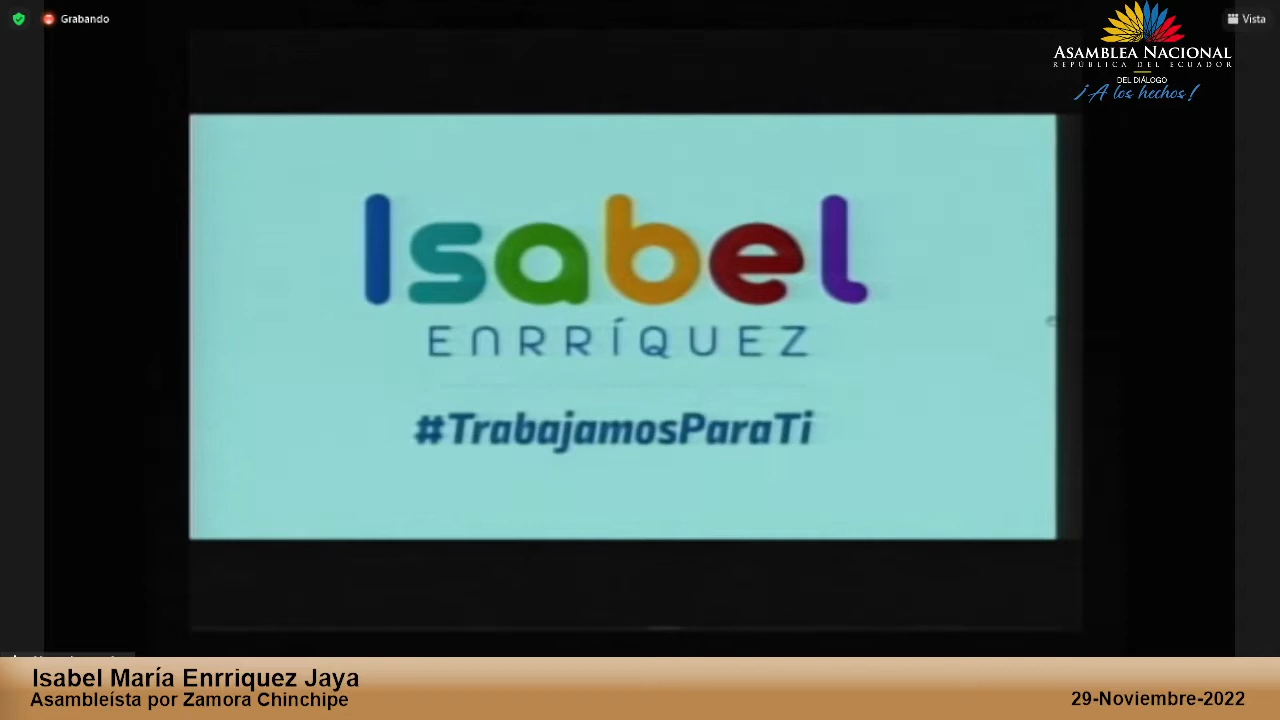 Grabando
Vista
ASAMBLEA NACIONAL
REPÚBLICA DEL ECUADOR
DEL DIÁLOGO
¡A los hechos!
Isabel
ENRRÍQUEZ
#TrabajamosParaTi
Isabel María Enrriquez Jaya
Asambleísta por Zamora Chinchipe
29-Noviembre-2022